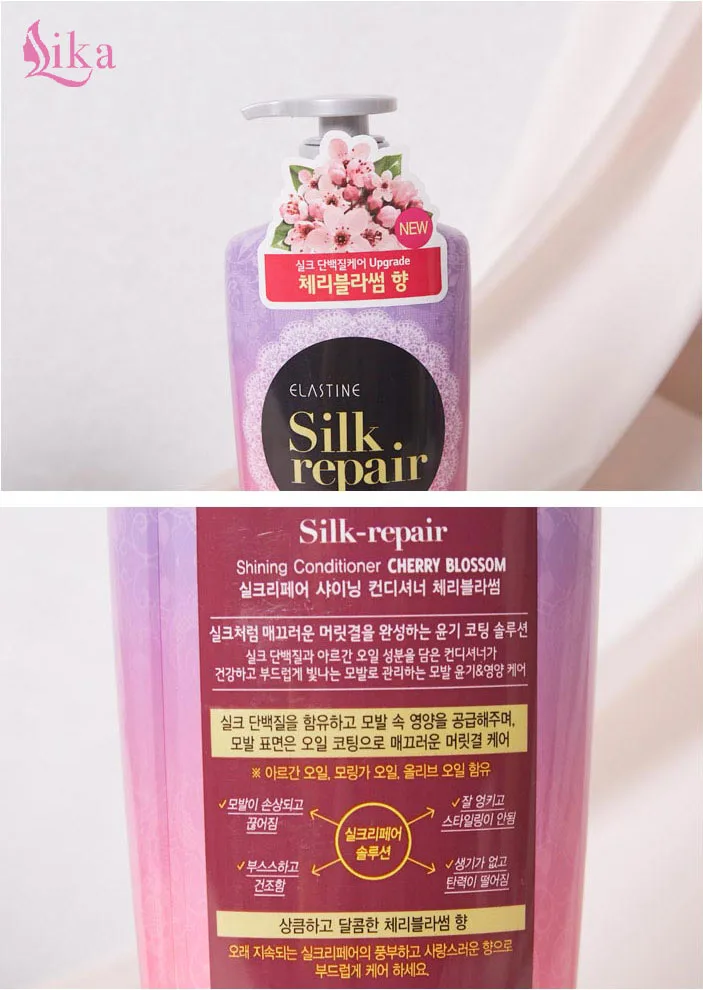 Lika
NEW
실크 단백질케어 Upgrade
체리블라썸 향
ELASTINE
Silk
repair
Silk-repair
Shining Conditioner CHERRY BLOSSOM
실크리페어 샤이닝 컨디셔너 체리블라썸
실크처럼 매끄러운 머릿결을 완성하는 윤기 코팅 솔루션
실크 단백질과 아르간 오일 성분을 담은 컨디셔너가
건강하고 부드럽게 빛나는 모발로 관리하는 모발 윤기&영양 케어
실크 단백질을 함유하고 모발 속 영양을 공급해주며,
모발 표면은 오일 코팅으로 매끄러운 머릿결 케어
※ 아르간 오일, 모링가 오일, 올리브 오일 함유
✓모발이 손상되고
끊어짐
✓잘 엉키고
스타일링이 안됨
실크리페어
솔루션
✓부스스하고
건조함
✓생기가 없고
탄력이 떨어짐
상큼하고 달콤한 체리블라썸 향
오래 지속되는 실크리페어의 풍부하고 사랑스러운 향으로
부드럽게 케어 하세요.